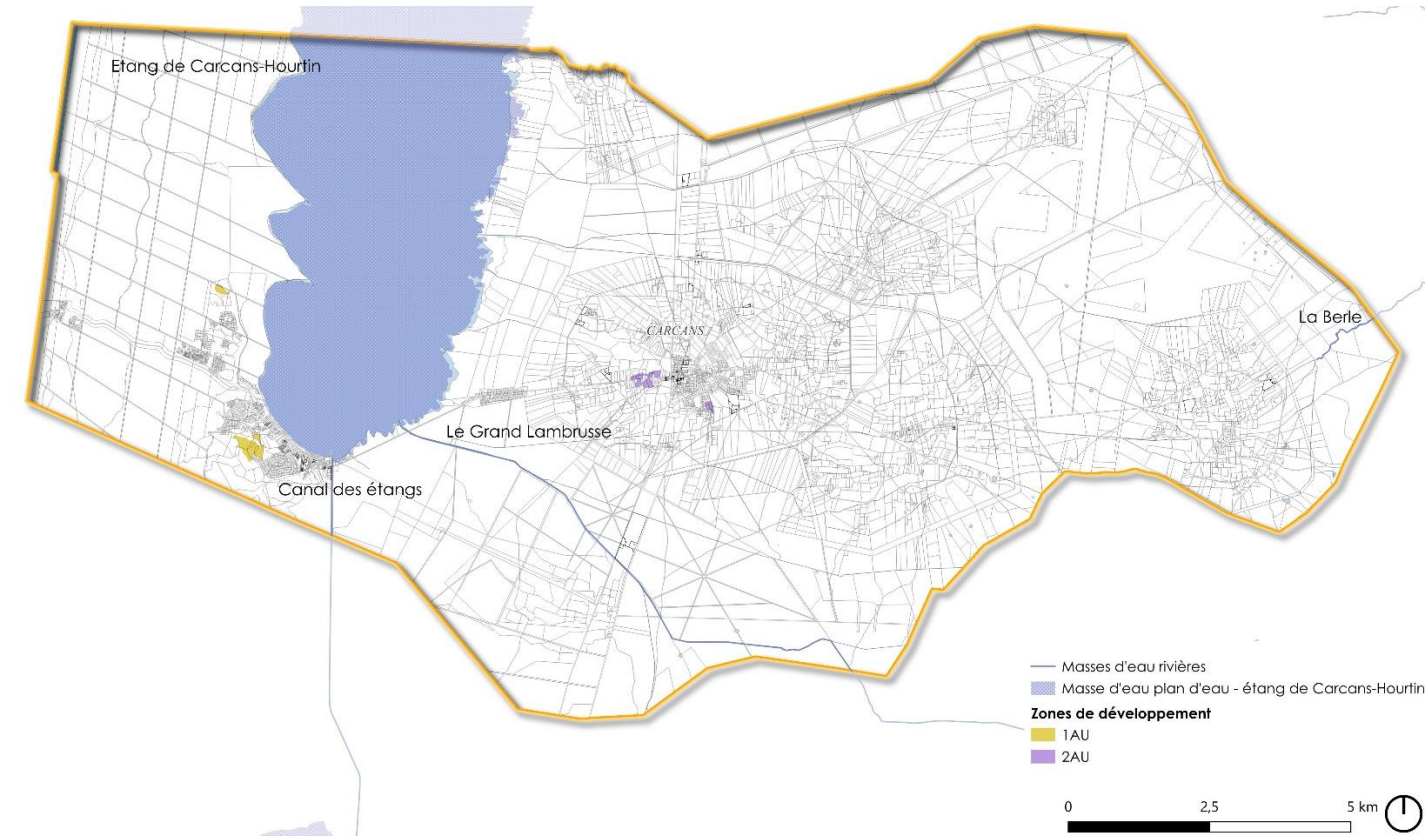 Etang de Carcans-Hourtin
La Berle
CARCANS
Le Grand Lambrusse
Canal des étangs
Masses d'eau rivières
Masse d'eau plan d'eau - étang de Carcans-Hourtin
Zones de développement
1AU
2AU
0 2,5 5 km